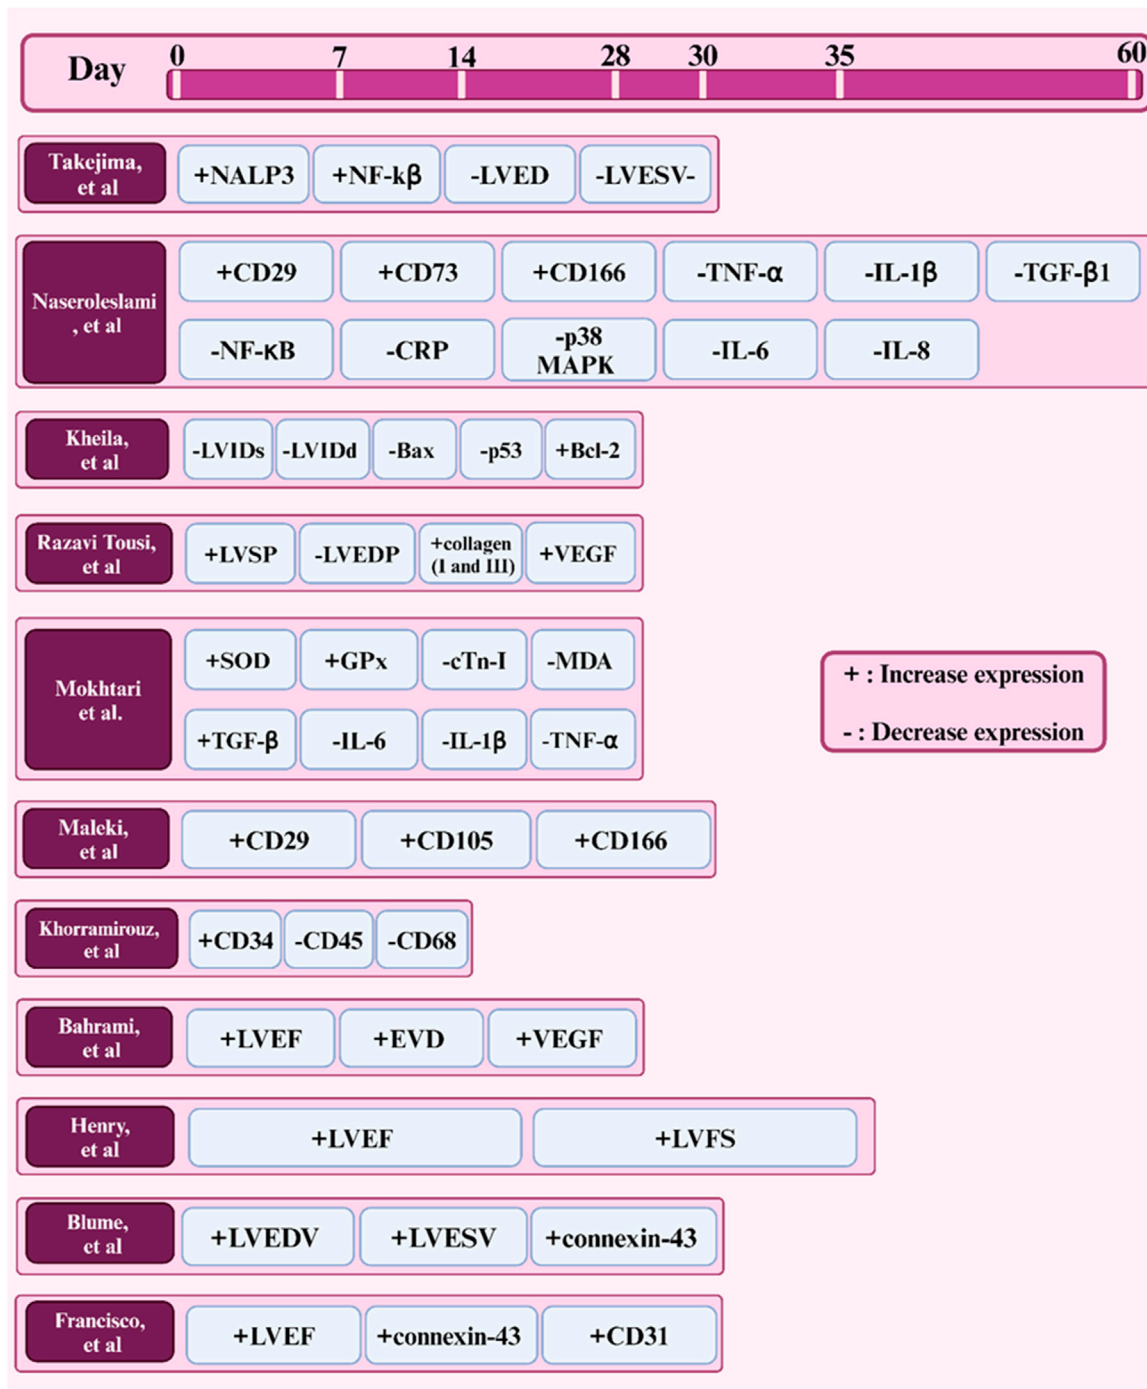 Day 0 7 14 28 30 35 60
Takejima,
et al
+NALP3 +NF-kβ -LVED -LVESV-
Naseroleslami
, et al
+CD29 +CD73 +CD166 -TNF-α -IL-1β -TGF-β1
-NF-κB -CRP -p38
MAPK -IL-6 -IL-8
Kheila,
et al
-LVIDs -LVIDd -Bax -p53 +Bcl-2
Razavi Tousi,
et al
+LVSP -LVEDP +collagen
(I and III) +VEGF
Mokhtari
et al.
+SOD +GPx -cTn-I -MDA
+TGF-β -IL-6 -IL-1β -TNF-α
+ : Increase expression
- : Decrease expression
Maleki,
et al
+CD29 +CD105 +CD166
Khorramirouz,
et al
+CD34 -CD45 -CD68
Bahrami,
et al
+LVEF +EVD +VEGF
Henry,
et al
+LVEF +LVFS
Blume,
et al
+LVEDV +LVESV +connexin-43
Francisco,
et al
+LVEF +connexin-43 +CD31